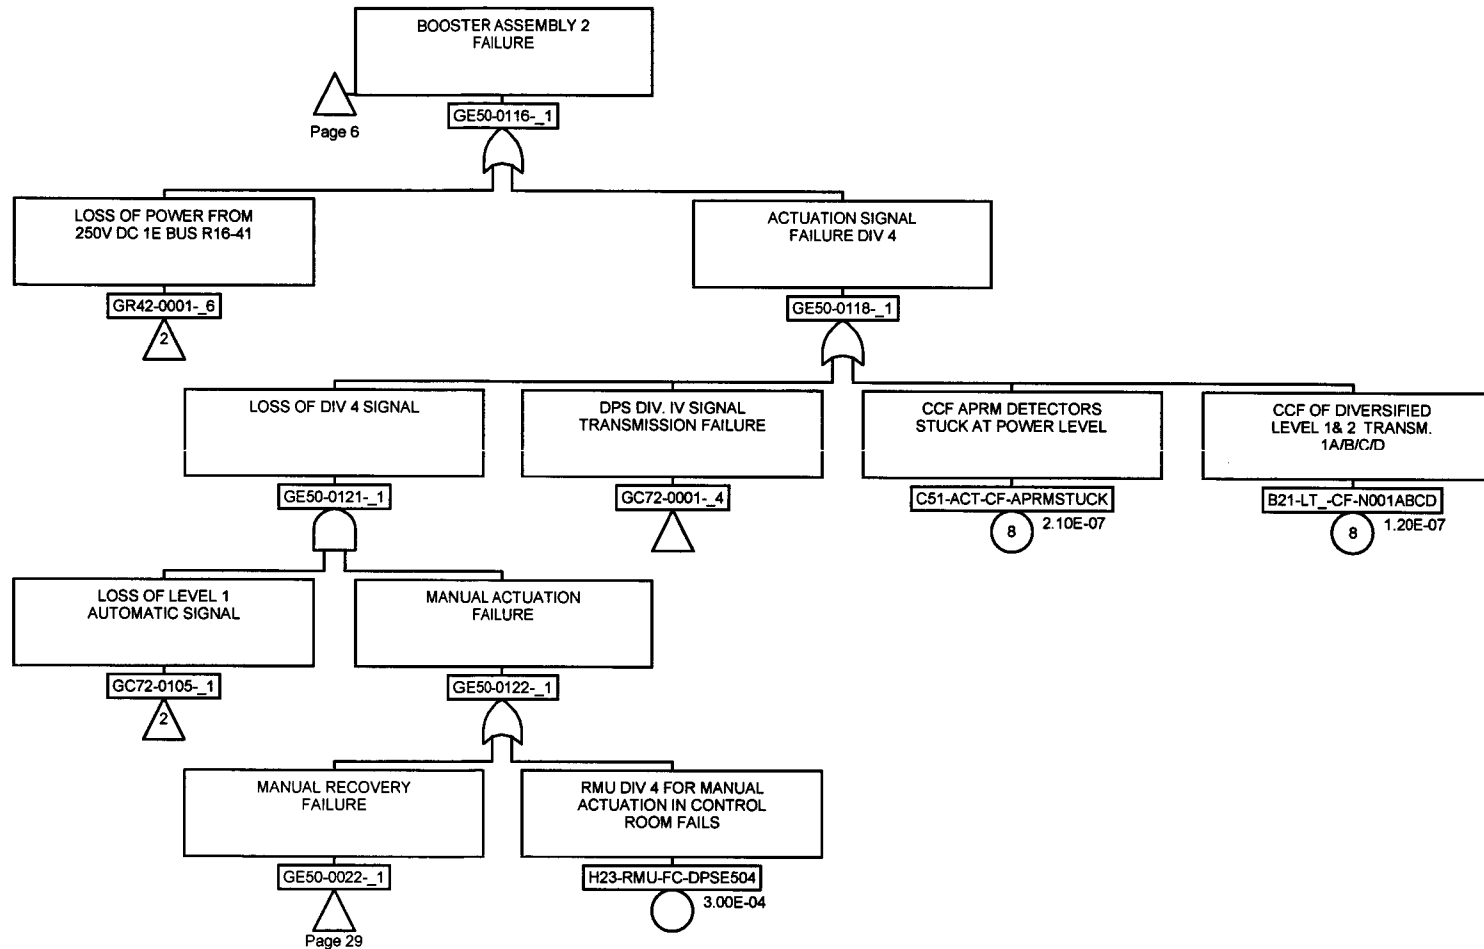 BOOSTER ASSEMBLY 2
FAILURE
Page 6
GE50-0116-_1
LOSS OF POWER FROM
250V DC 1E BUS R16-41
GR42-0001-_6
2
ACTUATION SIGNAL
FAILURE DIV 4
GE50-0118-_1
LOSS OF DIV 4 SIGNAL
GE50-0121-_1
DPS DIV. IV SIGNAL
TRANSMISSION FAILURE
GC72-0001-_4
CCF APRM DETECTORS
STUCK AT POWER LEVEL
C51-ACT-CF-APRMSTUCK
8
2.10E-07
CCF OF DIVERSIFIED
LEVEL 1& 2 TRANSM.
1A/B/C/D
B21-LT_-CF-N001ABCD
8
1.20E-07
LOSS OF LEVEL 1
AUTOMATIC SIGNAL
GC72-0105-_1
2
MANUAL ACTUATION
FAILURE
GE50-0122-_1
MANUAL RECOVERY
FAILURE
GE50-0022-_1
Page 29
RMU DIV 4 FOR MANUAL
ACTUATION IN CONTROL
ROOM FAILS
H23-RMU-FC-DPSE504
3.00E-04